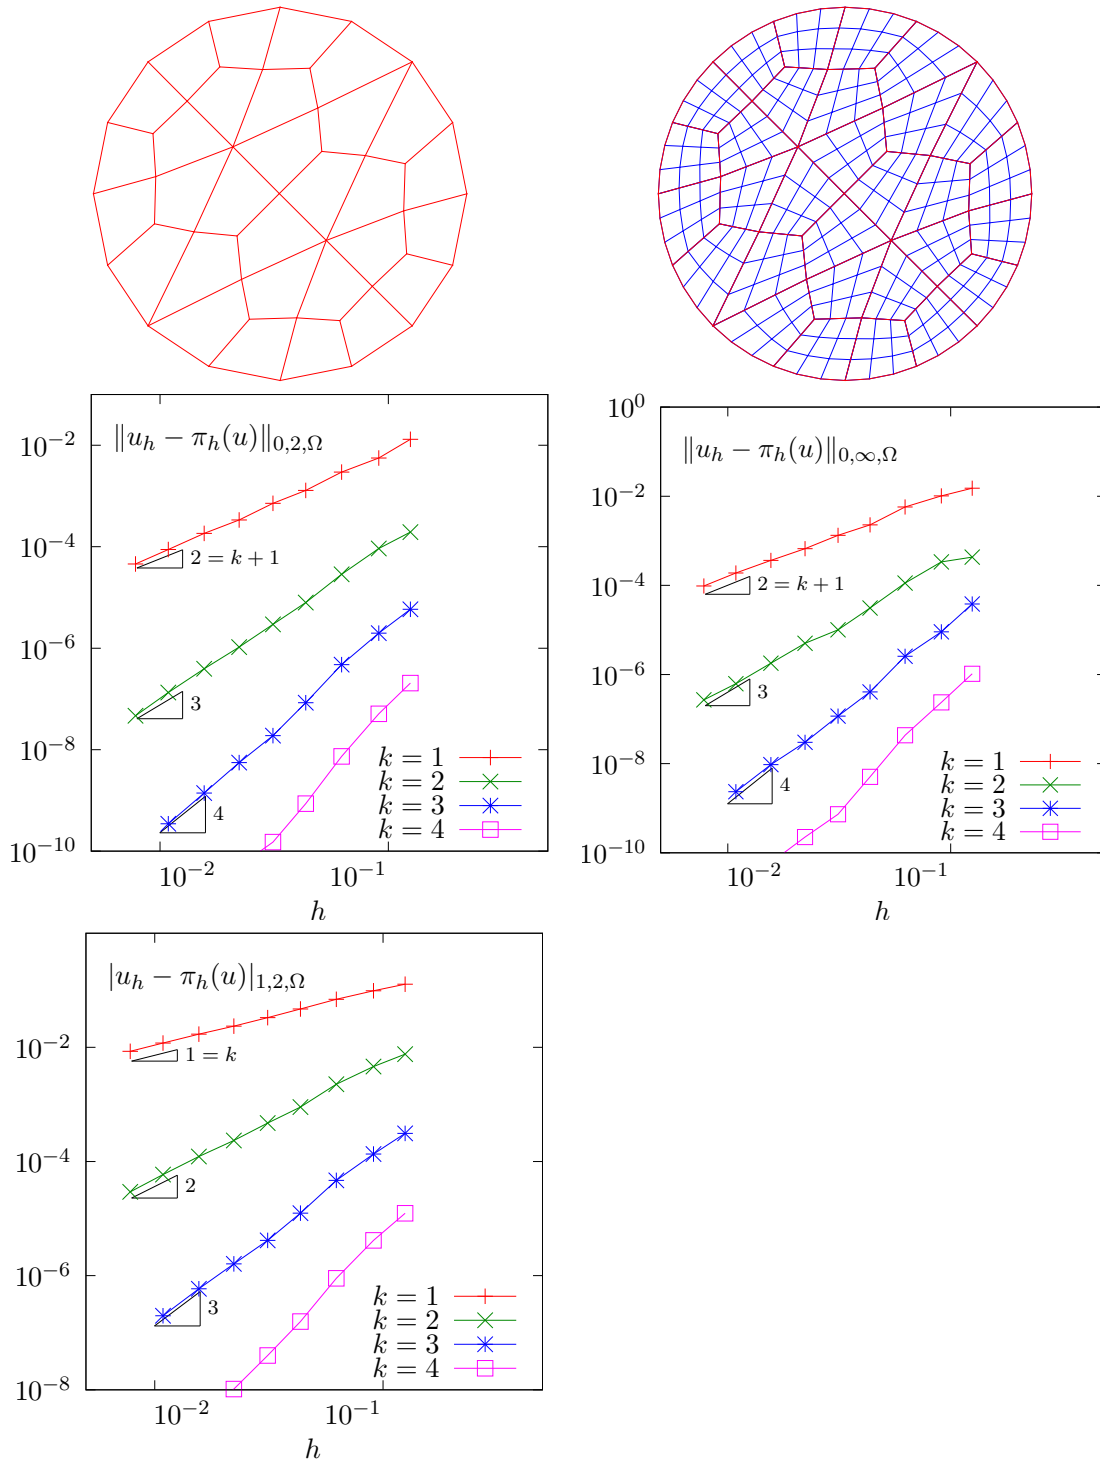 ‖u_h − π_h(u)‖_{0,2,Ω}
10^{-2}
10^{-4}
10^{-6}
10^{-8}
10^{-10}
2 = k + 1
3
4
k = 1
k = 2
k = 3
k = 4
10^{-2}
10^{-1}
h
‖u_h − π_h(u)‖_{0,∞,Ω}
10^{0}
10^{-2}
10^{-4}
10^{-6}
10^{-8}
10^{-10}
2 = k + 1
3
4
k = 1
k = 2
k = 3
k = 4
10^{-2}
10^{-1}
h
|u_h − π_h(u)|_{1,2,Ω}
10^{-2}
10^{-4}
10^{-6}
10^{-8}
1 = k
2
3
k = 1
k = 2
k = 3
k = 4
10^{-2}
10^{-1}
h